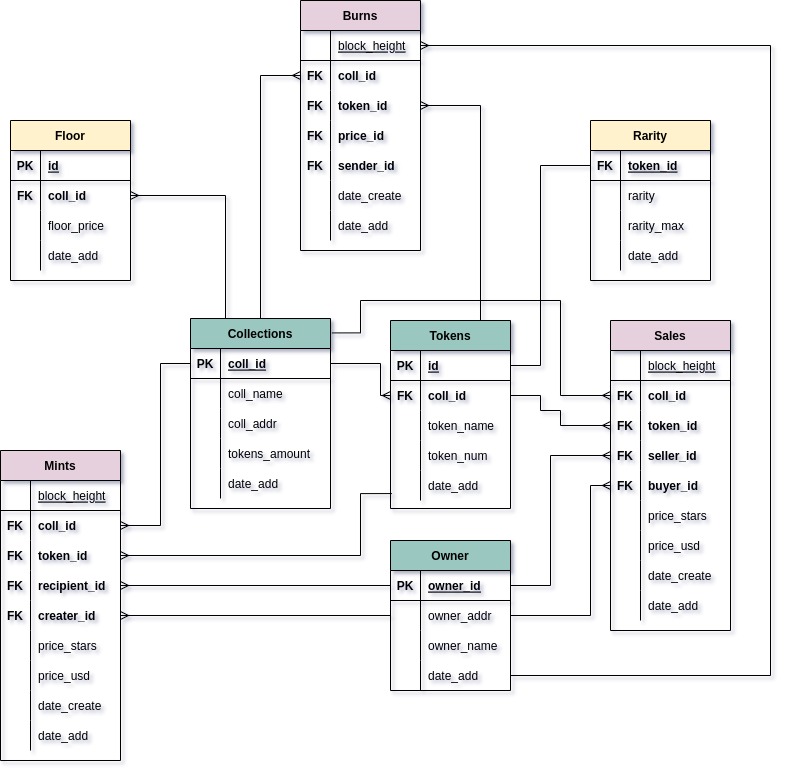 Burns
block_height
FK coll_id
FK token_id
FK price_id
FK sender_id
date_create
date_add
Floor
PK id
FK coll_id
floor_price
date_add
Rarity
FK token_id
rarity
rarity_max
date_add
Collections
PK coll_id
coll_name
coll_addr
tokens_amount
date_add
Tokens
PK id
FK coll_id
token_name
token_num
date_add
Sales
block_height
FK coll_id
FK token_id
FK seller_id
FK buyer_id
price_stars
price_usd
date_create
date_add
Mints
block_height
FK coll_id
FK token_id
FK recipient_id
FK creater_id
price_stars
price_usd
date_create
date_add
Owner
PK owner_id
owner_addr
owner_name
date_add